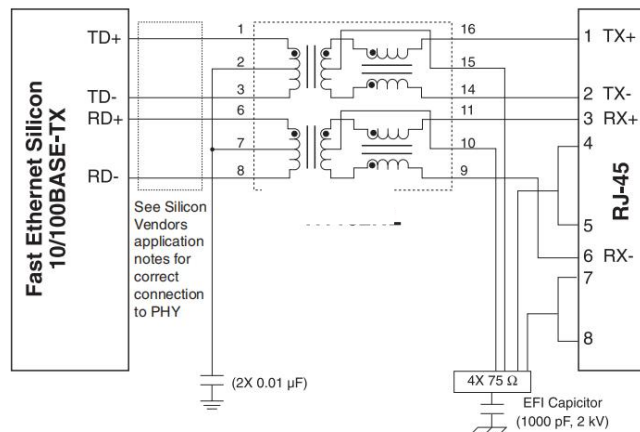 Fast Ethernet Silicon
10/100BASE-TX
TD+
TD-
RD+
RD-
1
2
3
6
7
8
16
15
14
11
10
9
1 TX+
2 TX-
3 RX+
4
5
6 RX-
7
8
RJ-45
See Silicon
Vendors
application
notes for
correct
connection
to PHY
(2X 0.01 µF)
4X 75 Ω
EFI Capicitor
(1000 pF, 2 kV)